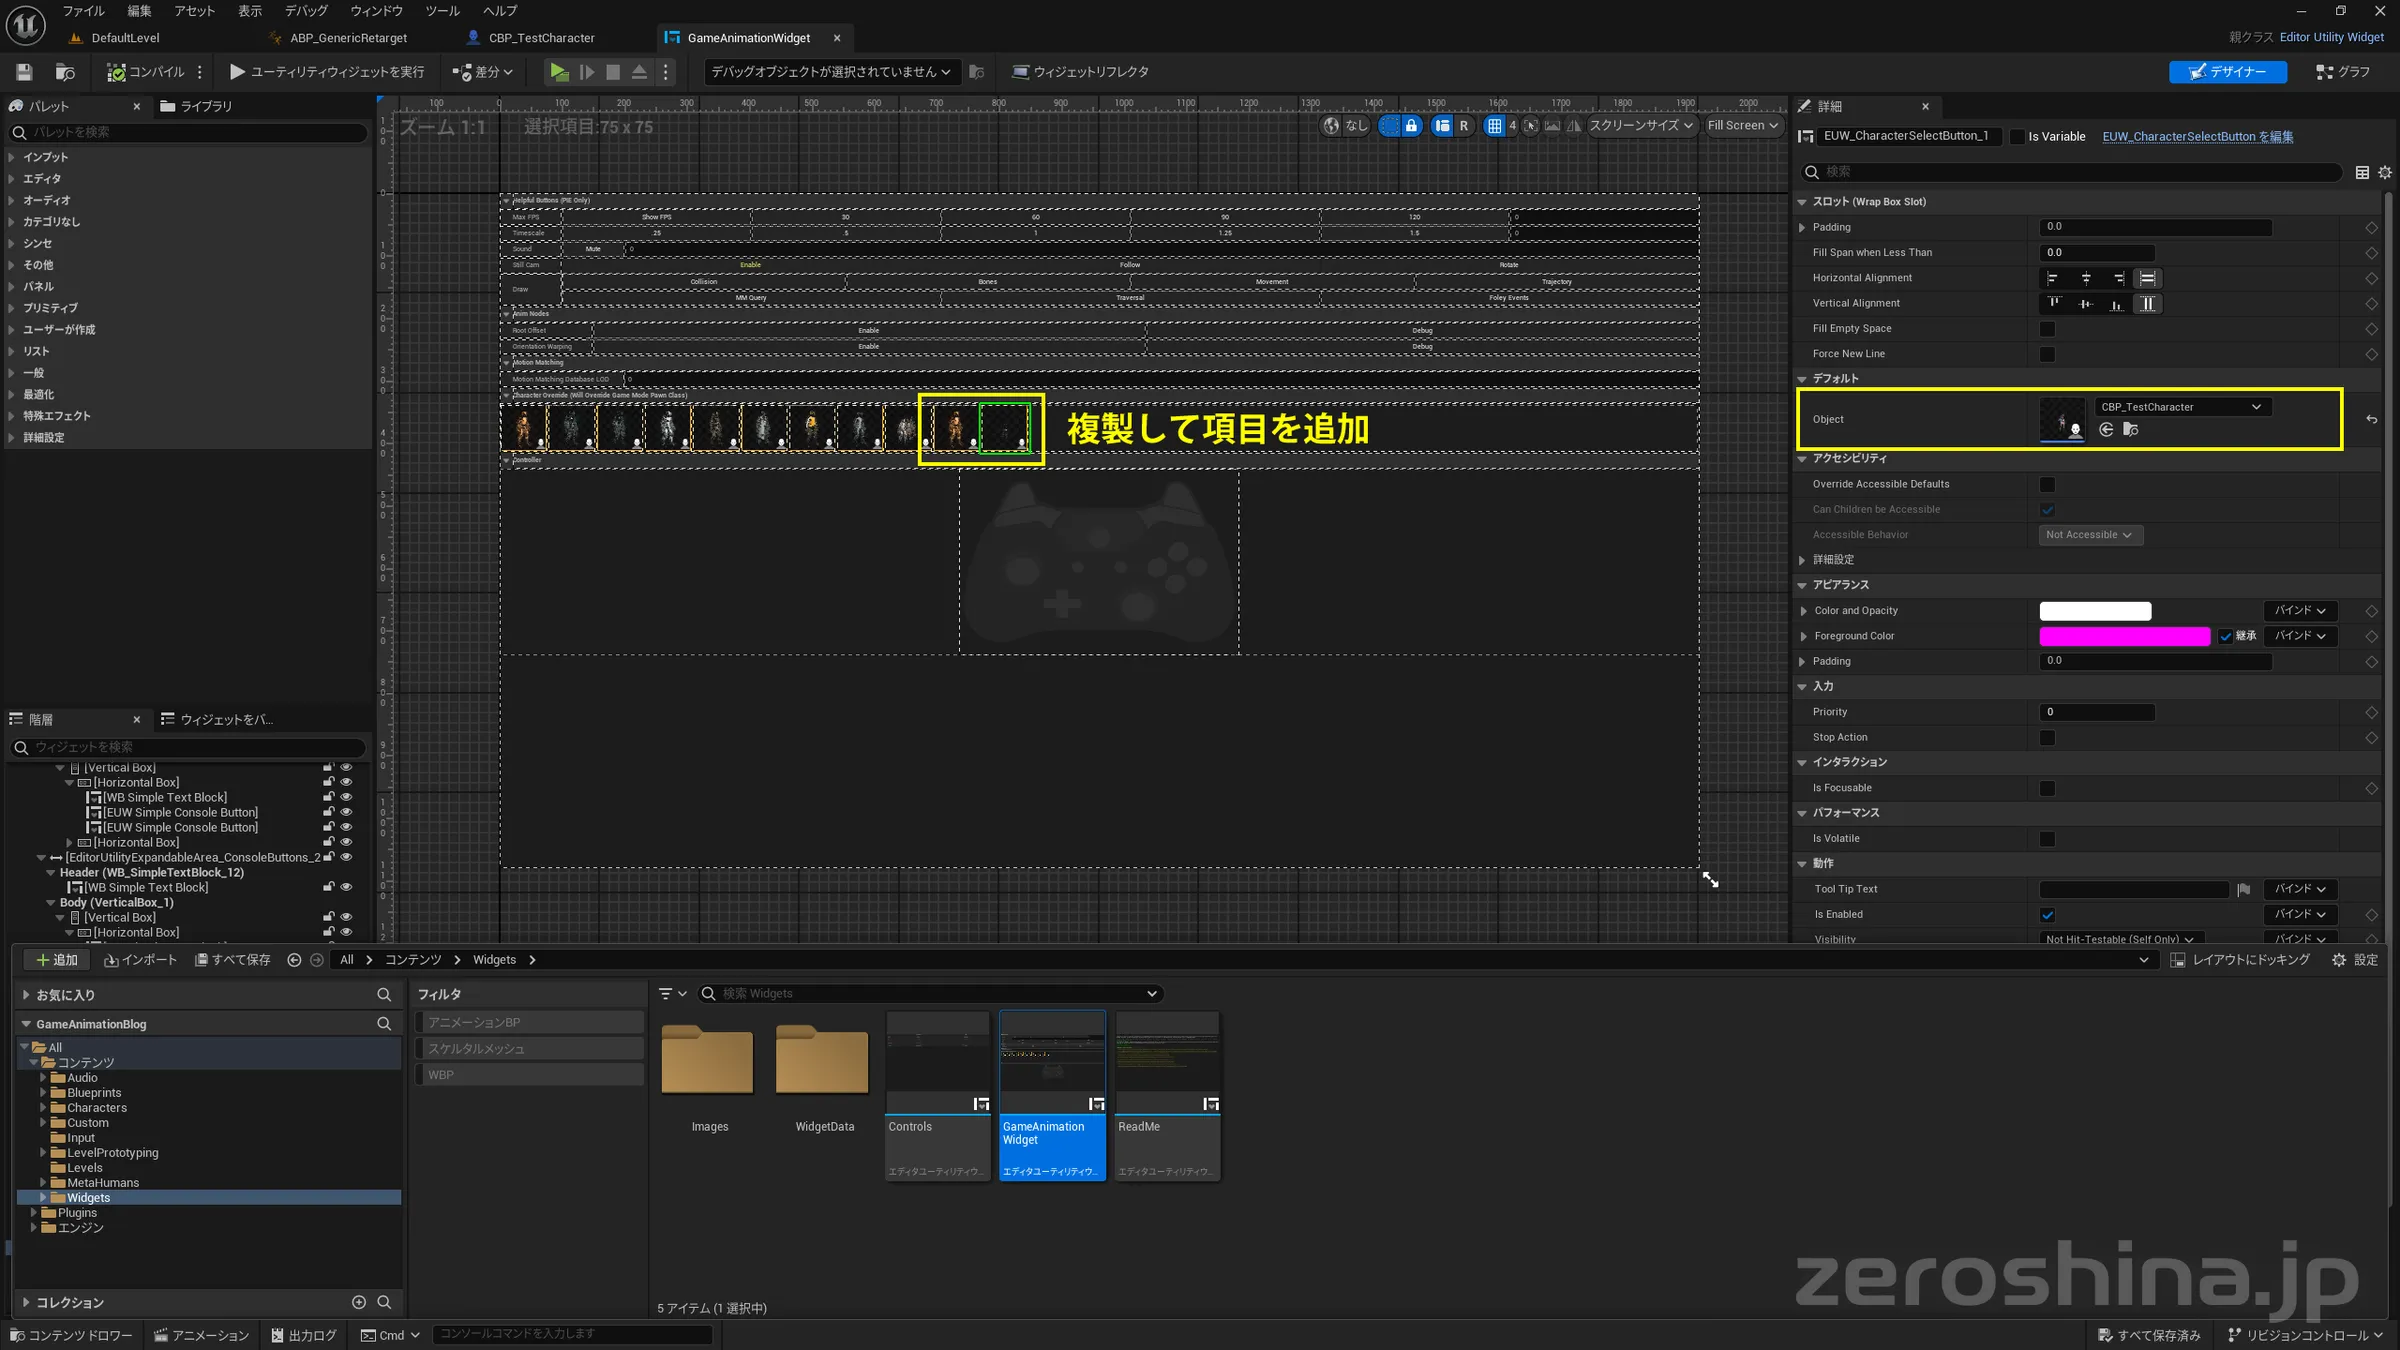 ファイル 編集 アセット 表示 デバッグ ウィンドウ ツール ヘルプ
DefaultLevel ABP_GenericRetarget CBP_TestCharacter GameAnimationWidget
親クラス Editor Utility Widget
コンパイル ユーティリティウィジェットを実行 差分 デバッグオブジェクトが選択されていません ウィジェットリフレクタ デザイナー グラフ
パレット ライブラリ
パレットを検索
インプット
エディタ
オーディオ
カテゴリなし
シンセ
その他
パネル
プリミティブ
ユーザーが作成
リスト
一般
最適化
特殊エフェクト
詳細設定
階層 ウィジェットをバ...
ウィジェットを検索
[Vertical Box]
[Horizontal Box]
[WB Simple Text Block]
[EUW Simple Console Button]
[EUW Simple Console Button]
[Horizontal Box]
[EditorUtilityExpandableArea_ConsoleButtons_2
Header (WB_SimpleTextBlock_12)
[WB Simple Text Block]
Body (VerticalBox_1)
[Vertical Box]
[Horizontal Box]
100 0 100 200 300 400 500 600 700 800 900 1000 1100 1200 1300 1400 1500 1600 1700 1800 1900 2000
ズーム 1:1 選択項目:75 x 75
なし R 4 スクリーンサイズ Fill Screen
Helpful Buttons (PIE Only)
Max FPS Show FPS 30 60 90 120 0
Timescale .25 .5 1 1.25 1.5 0
Sound Mute 0
Still Cam Enable Follow Rotate
Draw Collision Bones Movement Trajectory
MM Query Traversal Foley Events
Anim Nodes
Root Offset Enable Debug
Orientation Warping Enable Debug
Motion Matching
Motion Matching Database LOD 0
Character Override (Will Override Game Mode Pawn Class)
複製して項目を追加
Controller
詳細
EUW_CharacterSelectButton_1 Is Variable EUW_CharacterSelectButton を編集
検索
スロット (Wrap Box Slot)
Padding 0.0
Fill Span when Less Than 0.0
Horizontal Alignment
Vertical Alignment
Fill Empty Space
Force New Line
デフォルト
Object CBP_TestCharacter
アクセシビリティ
Override Accessible Defaults
Can Children be Accessible
Accessible Behavior Not Accessible
詳細設定
アピアランス
Color and Opacity バインド
Foreground Color 継承 バインド
Padding 0.0
入力
Priority 0
Stop Action
インタラクション
Is Focusable
パフォーマンス
Is Volatile
動作
Tool Tip Text バインド
Is Enabled バインド
Visibility Not Hit-Testable (Self Only) バインド
追加 インポート すべて保存 All コンテンツ Widgets レイアウトにドッキング 設定
お気に入り
GameAnimationBlog
All
コンテンツ
Audio
Blueprints
Characters
Custom
Input
LevelPrototyping
Levels
MetaHumans
Widgets
Plugins
エンジン
コレクション
フィルタ
アニメーションBP
スケルタルメッシュ
WBP
検索 Widgets
Images WidgetData Controls GameAnimation Widget ReadMe
エディタユーティリティウ... エディタユーティリティウ... エディタユーティリティウ...
5 アイテム (1 選択中)
zeroshina.jp
コンテンツドロワー アニメーション 出力ログ Cmd コンソールコマンドを入力します すべて保存済み リビジョンコントロール